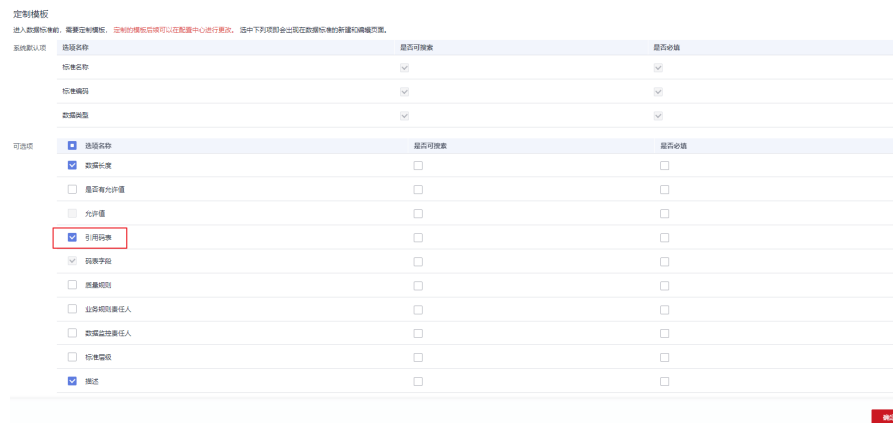 定制模板
进入数据标准前，需要定制模板， 定制的模板后续可以在配置中心进行更改。 选中下列项即会出现在数据标准的新建和编辑页面。
系统默认项 选项名称 是否可搜索 是否必填
标准名称
标准编码
数据类型
可选项 选项名称 是否可搜索 是否必填
数据长度
是否有允许值
允许值
引用码表
码表字段
质量规则
业务规则责任人
数据监控责任人
标准层级
描述